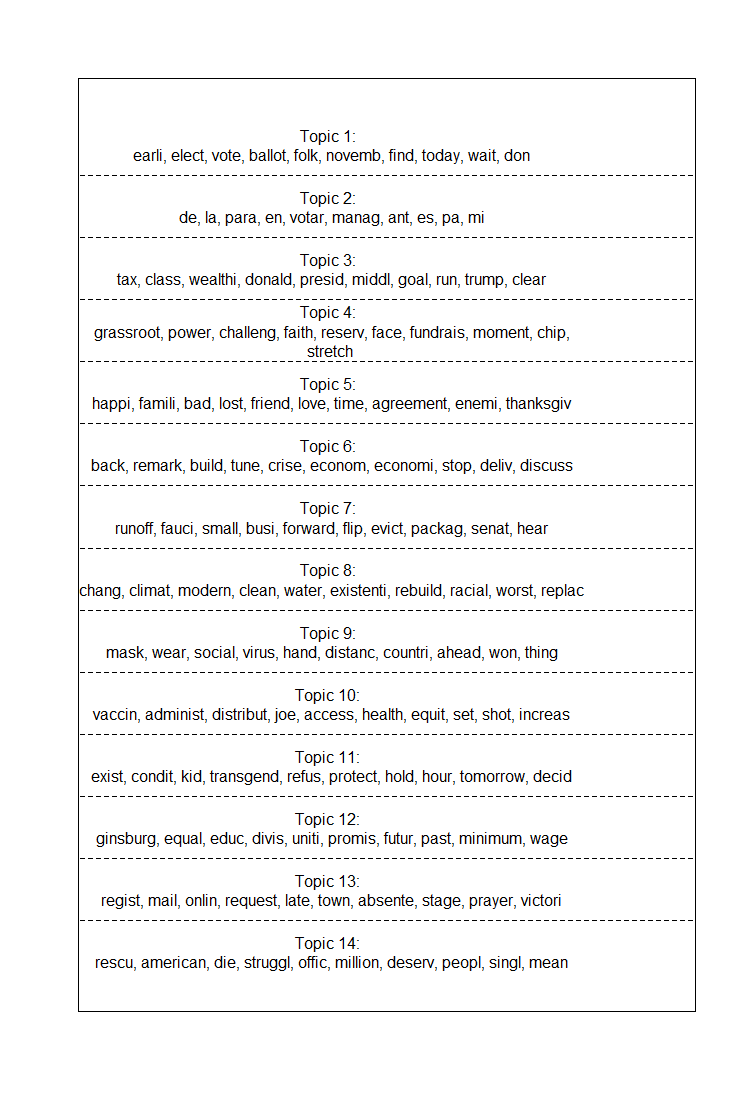 Topic 1:
earli, elect, vote, ballot, folk, novemb, find, today, wait, don
Topic 2:
de, la, para, en, votar, manag, ant, es, pa, mi
Topic 3:
tax, class, wealthi, donald, presid, middl, goal, run, trump, clear
Topic 4:
grassroot, power, challeng, faith, reserv, face, fundrais, moment, chip,
stretch
Topic 5:
happi, famili, bad, lost, friend, love, time, agreement, enemi, thanksgiv
Topic 6:
back, remark, build, tune, crise, econom, economi, stop, deliv, discuss
Topic 7:
runoff, fauci, small, busi, forward, flip, evict, packag, senat, hear
Topic 8:
chang, climat, modern, clean, water, existenti, rebuild, racial, worst, replac
Topic 9:
mask, wear, social, virus, hand, distanc, countri, ahead, won, thing
Topic 10:
vaccin, administ, distribut, joe, access, health, equit, set, shot, increas
Topic 11:
exist, condit, kid, transgend, refus, protect, hold, hour, tomorrow, decid
Topic 12:
ginsburg, equal, educ, divis, uniti, promis, futur, past, minimum, wage
Topic 13:
regist, mail, onlin, request, late, town, absente, stage, prayer, victori
Topic 14:
rescu, american, die, struggl, offic, million, deserv, peopl, singl, mean